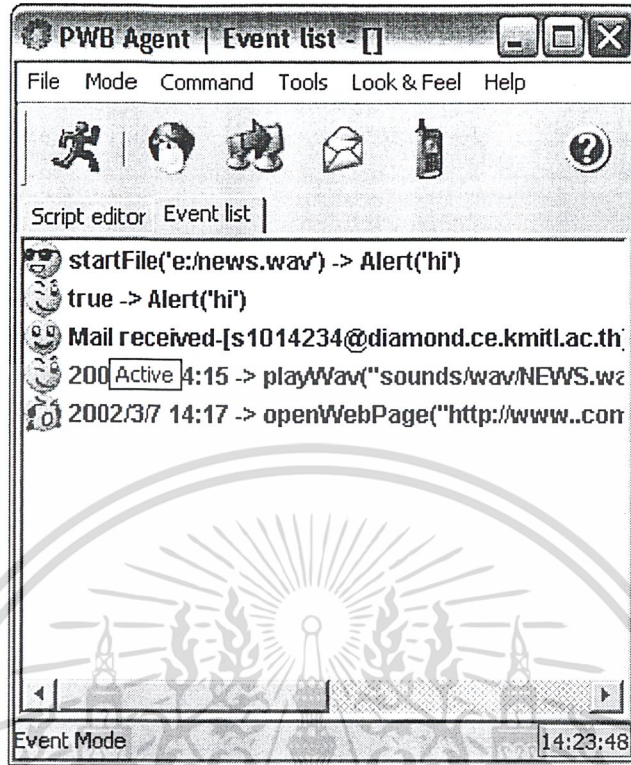 PWB Agent | Event list - []
File Mode Command Tools Look & Feel Help
Script editor Event list
startFile('e:/news.wav') -> Alert('hi')
true -> Alert('hi')
Mail received-[s1014234@diamond.ce.kmitl.ac.th]
200 Active 4:15 -> playWav("sounds/wav/NEWS.wa
2002/3/7 14:17 -> openWebPage("http://www..com
Event Mode 14:23:48